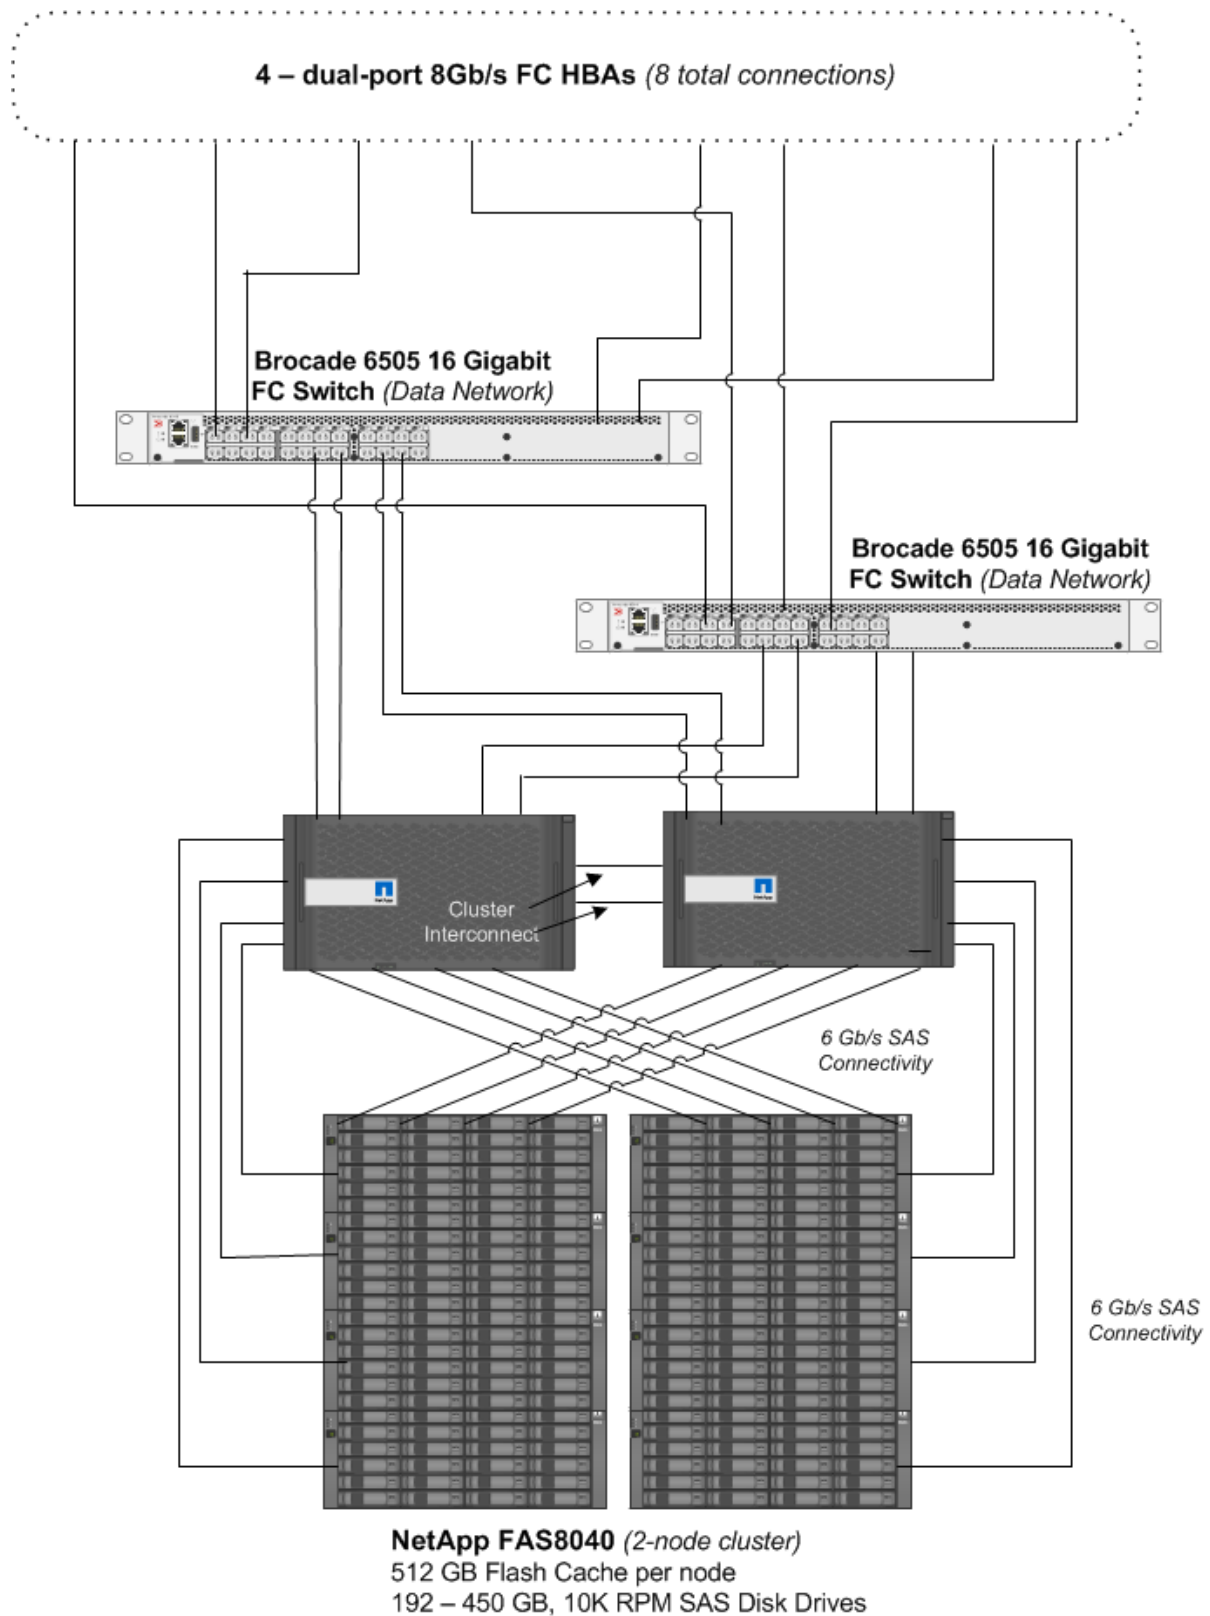 4 – dual-port 8Gb/s FC HBAs (8 total connections)
Brocade 6505 16 Gigabit
FC Switch (Data Network)
Brocade 6505 16 Gigabit
FC Switch (Data Network)
NetApp
NetApp
Cluster
Interconnect
6 Gb/s SAS
Connectivity
6 Gb/s SAS
Connectivity
NetApp FAS8040 (2-node cluster)
512 GB Flash Cache per node
192 – 450 GB, 10K RPM SAS Disk Drives